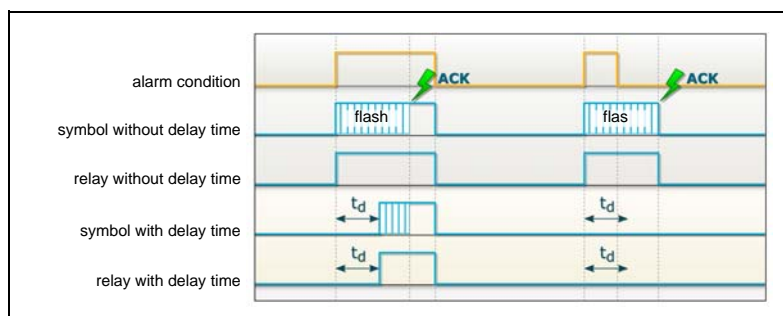 alarm condition
ACK
ACK
symbol without delay time
flash
flas
relay without delay time
symbol with delay time
td
td
relay with delay time
td
td